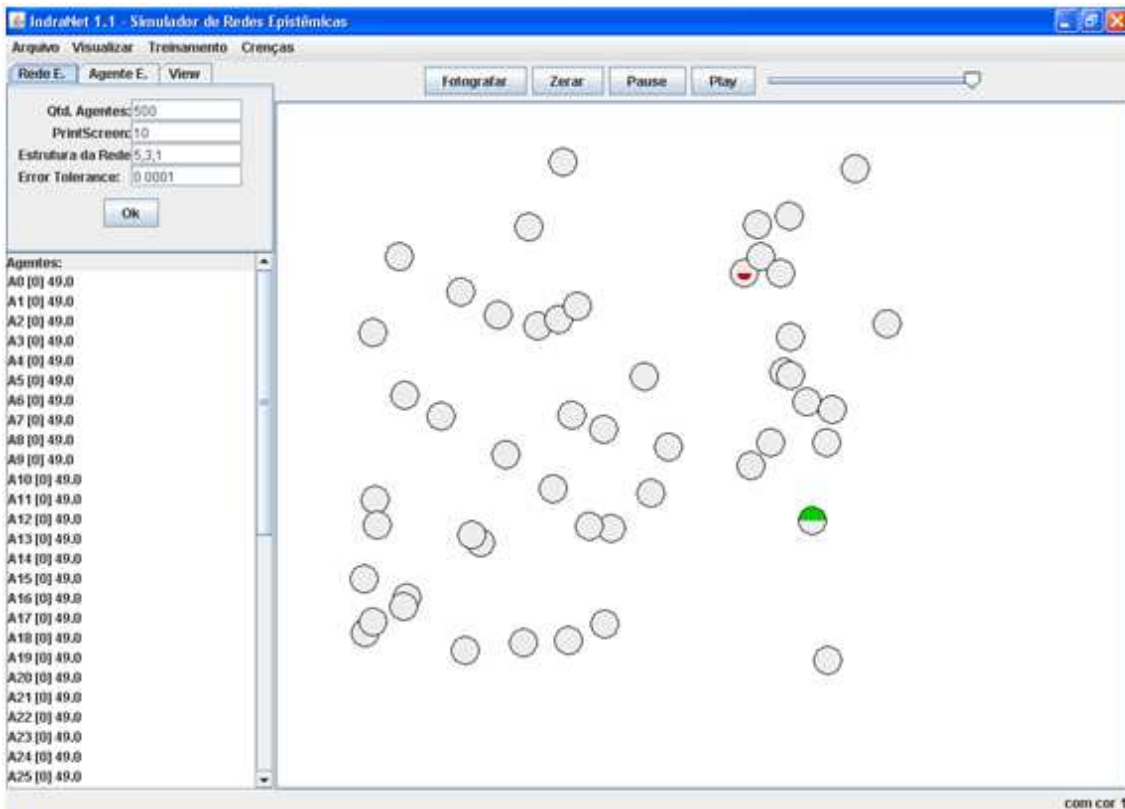 IndraNet 1.1 - Simulador de Redes Epistêmicas
Arquivo Visualizar Treinamento Crenças
Rede E. Agente E. View
Fotografar Zerar Pause Play
Qtd. Agentes: 500
PrintScreen: 10
Estrutura da Rede 5,3,1
Error Tolerance: 0.0001
Ok
Agentes:
A0 [0] 49.0
A1 [0] 49.0
A2 [0] 49.0
A3 [0] 49.0
A4 [0] 49.0
A5 [0] 49.0
A6 [0] 49.0
A7 [0] 49.0
A8 [0] 49.0
A9 [0] 49.0
A10 [0] 49.0
A11 [0] 49.0
A12 [0] 49.0
A13 [0] 49.0
A14 [0] 49.0
A15 [0] 49.0
A16 [0] 49.0
A17 [0] 49.0
A18 [0] 49.0
A19 [0] 49.0
A20 [0] 49.0
A21 [0] 49.0
A22 [0] 49.0
A23 [0] 49.0
A24 [0] 49.0
A25 [0] 49.0
com cor 1